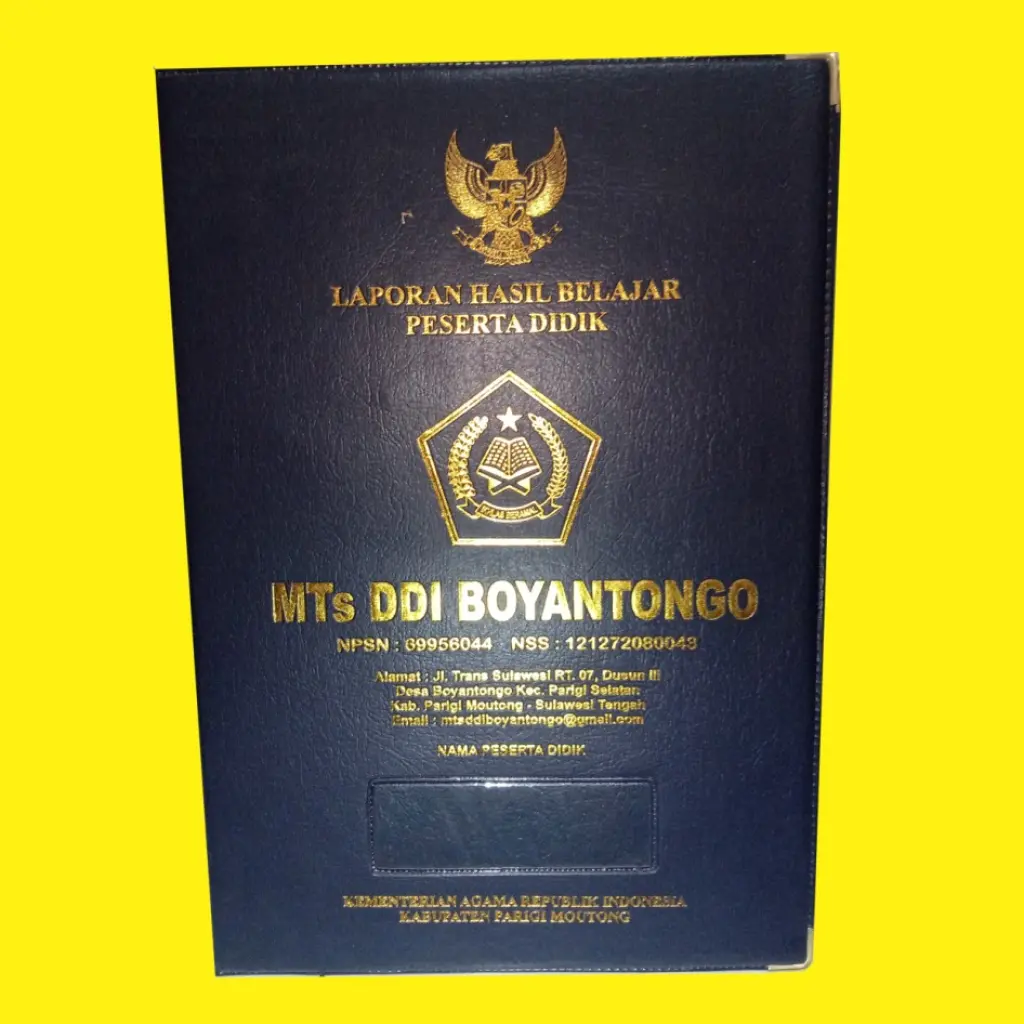 LAPORAN HASIL BELAJAR
PESERTA DIDIK
IKHLAS BERAMAL
MTs DDI BOYANTONGO
NPSN : 69956044 NSS : 121272080043
Alamat : Jl. Trans Sulawesi RT. 07, Dusun III
Desa Boyantongo Kec. Parigi Selatan
Kab. Parigi Moutong - Sulawesi Tengah
Email : mtsddiboyantongo@gmail.com
NAMA PESERTA DIDIK
KEMENTERIAN AGAMA REPUBLIK INDONESIA
KABUPATEN PARIGI MOUTONG